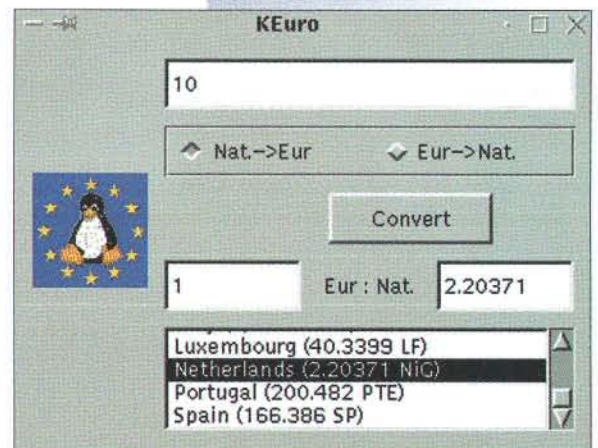 KEuro
10
Nat.->Eur Eur->Nat.
Convert
1 Eur : Nat. 2.20371
Luxembourg (40.3399 LF)
Netherlands (2.20371 NiG)
Portugal (200.482 PTE)
Spain (166.386 SP)